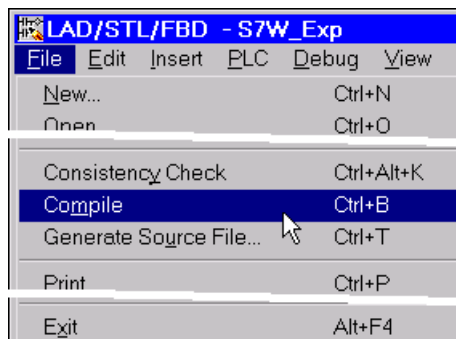 LAD/STL/FBD - S7W_Exp
File Edit Insert PLC Debug View
New... Ctrl+N
Open Ctrl+O
Consistency Check Ctrl+Alt+K
Compile Ctrl+B
Generate Source File... Ctrl+T
Print Ctrl+P
Exit Alt+F4